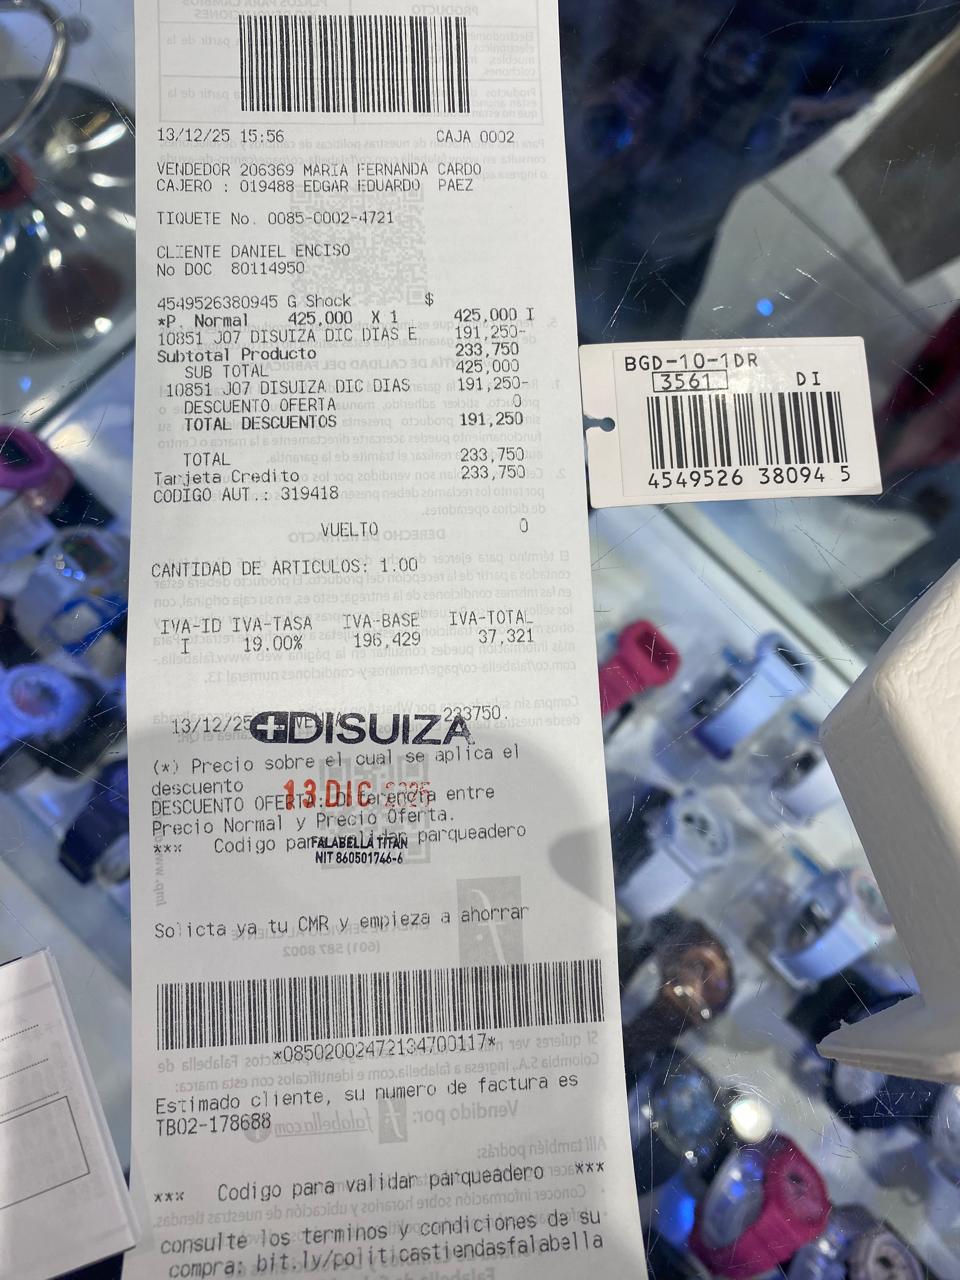 13/12/25 15:56 CAJA 0002
VENDEDOR 206369 MARIA FERNANDA CARDO
CAJERO : 019488 EDGAR EDUARDO PAEZ
TIQUETE No. 0085-0002-4721
CLIENTE DANIEL ENCISO
No DOC 80114950
4549526380945 G Shock $
*P. Normal 425,000 X 1 425,000 I
10851 J07 DISUIZA DIC DIAS E 191,250-
Subtotal Producto 233,750
SUB TOTAL 425,000
10851 J07 DISUIZA DIC DIAS 191,250-
DESCUENTO OFERTA 0
TOTAL DESCUENTOS 191,250
TOTAL 233,750
Tarjeta Credito 233,750
CODIGO AUT.: 319418
VUELTO 0
CANTIDAD DE ARTICULOS: 1.00
IVA-ID IVA-TASA IVA-BASE IVA-TOTAL
I 19.00% 196,429 37,321
13/12/25 233750.
DISUIZA
(*) Precio sobre el cual se aplica el
descuento
13 DIC 2025
DESCUENTO OFERTA: Diferencia entre
Precio Normal y Precio Oferta.
*** Codigo para validar parqueadero
FALABELLA TITAN
NIT 860501746-6
Solicta ya tu CMR y empieza a ahorrar
*08502002472134700117*
Estimado cliente, su numero de factura es
TB02-178688
*** Codigo para validar parqueadero ***
consulte los terminos y condiciones de su
compra: bit.ly/politicastiendasfalabella
BGD-10-1DR
3561 DI
4549526 38094 5